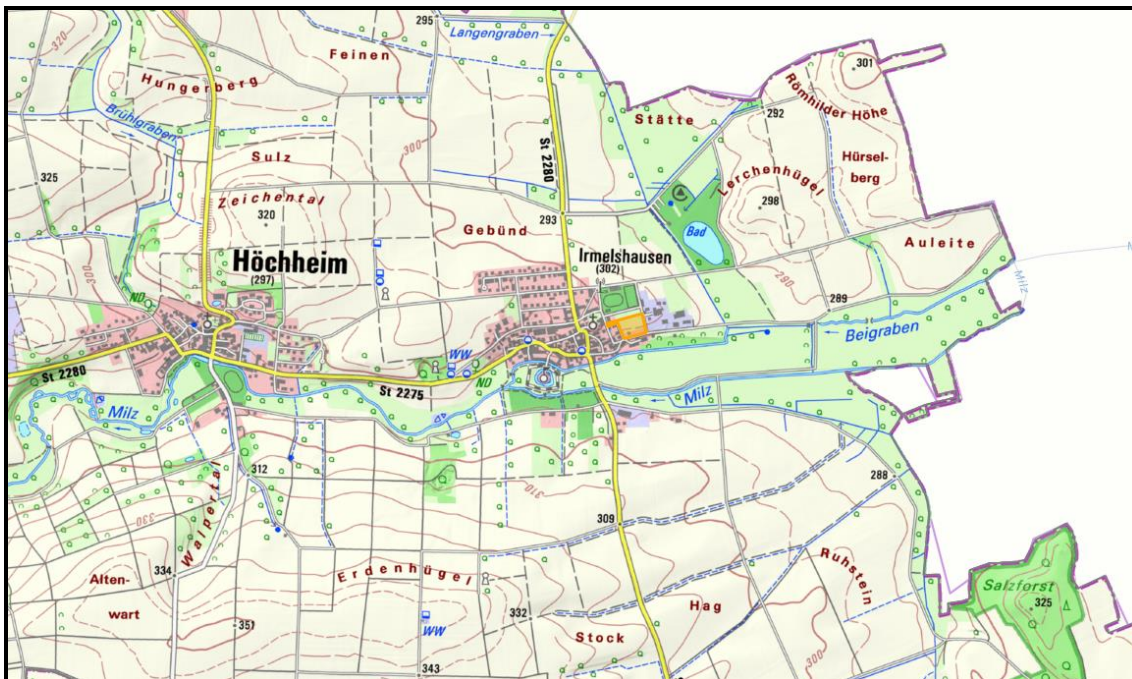 295
Langengraben
320
Feinen
301
Hungerberg
Römhilder Höhe
Brühlgraben
292
Stätte
St 2280
Hürsel-
berg
300
Sulz
325
Lerchenhügel
Zeichental
320
298
293
Gebünd
Bad
Auleite
Höchheim
(297)
Irmelshausen
(302)
300
290
Milz
ND
289
Beigraben
WW
St 2280
St 2275
ND
Milz
Milz
312
310
288
309
330
Walpertal
334
Alten-
wart
Erdenhügel
Ruhstein
Salzforst
325
351
WW
332
Hag
Stock
343
300